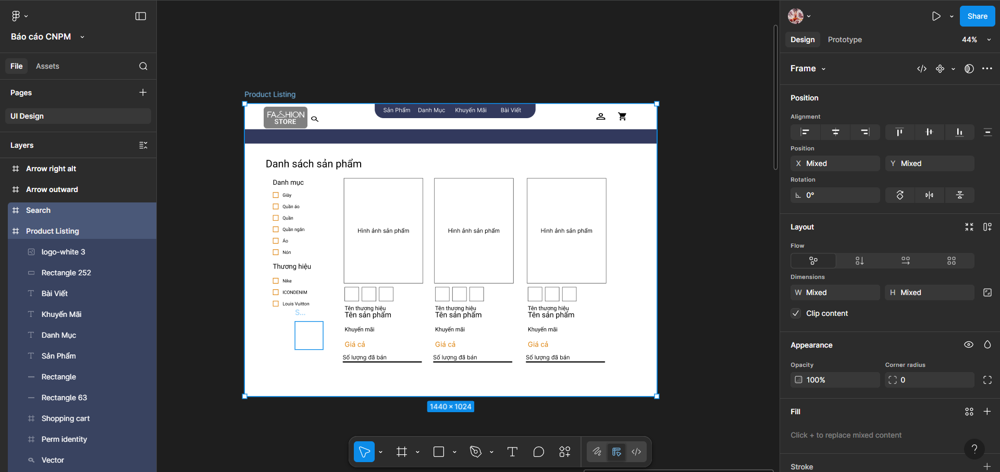 Báo cáo CNPM
File
Assets
Pages
UI Design
Layers
Arrow right alt
Arrow outward
Search
Product Listing
logo-white 3
Rectangle 252
Bài Viết
Khuyến Mãi
Danh Mục
Sản Phẩm
Rectangle
Rectangle 63
Shopping cart
Perm identity
Vector
Product Listing
FASHION
STORE
Sản Phẩm
Danh Mục
Khuyến Mãi
Bài Viết
Danh sách sản phẩm
Danh mục
Giày
Quần áo
Quần
Quần ngắn
Áo
Nón
Thương hiệu
Nike
ICONDENIM
Louis Vuitton
S...
Hình ảnh sản phẩm
Hình ảnh sản phẩm
Hình ảnh sản phẩm
Tên thương hiệu
Tên sản phẩm
Khuyến mãi
Giá cả
Số lượng đã bán
Tên thương hiệu
Tên sản phẩm
Khuyến mãi
Giá cả
Số lượng đã bán
Tên thương hiệu
Tên sản phẩm
Khuyến mãi
Giá cả
Số lượng đã bán
1440 × 1024
Share
Design
Prototype
44%
Frame
Position
Alignment
Position
X Mixed
Y Mixed
Rotation
0°
Layout
Flow
Dimensions
W Mixed
H Mixed
Clip content
Appearance
Opacity
Corner radius
100%
0
Fill
Click + to replace mixed content
?
Stroke